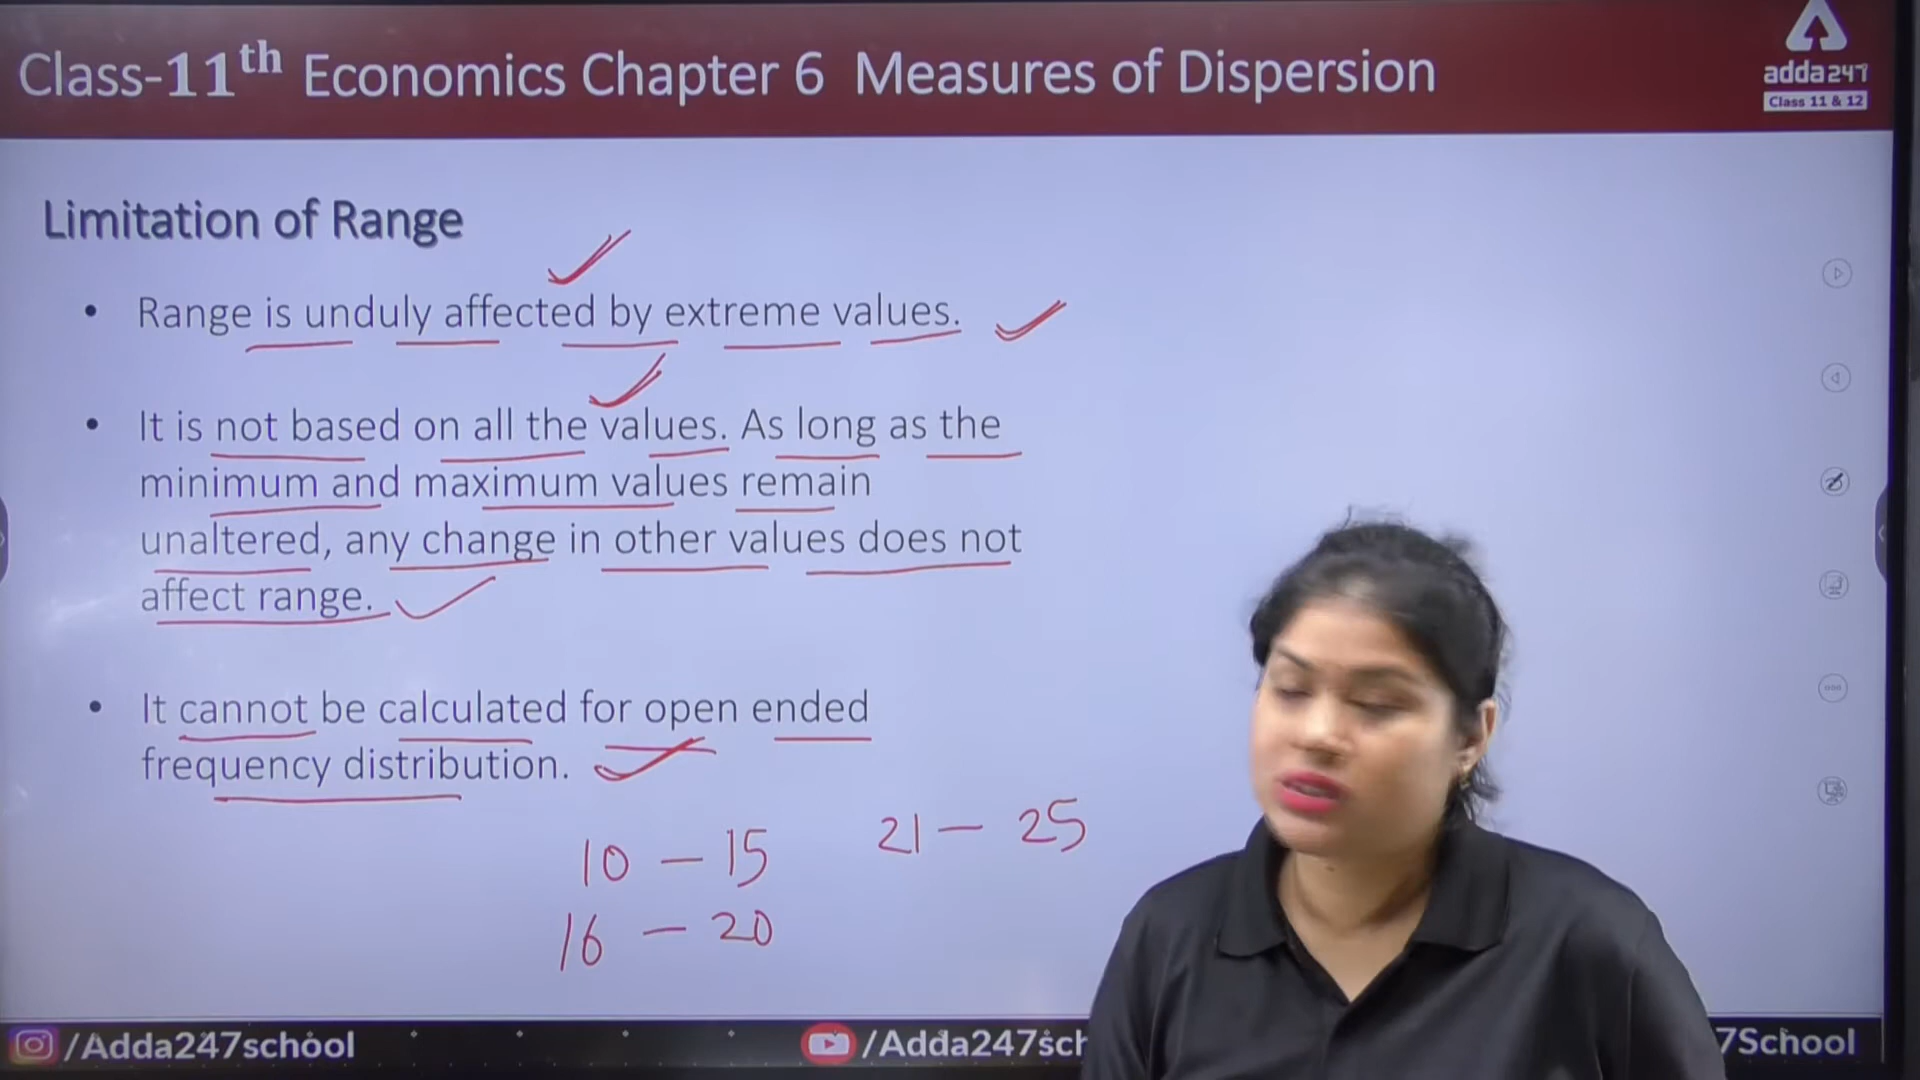 Class-11th Economics Chapter 6 Measures of Dispersion
adda247
Class 11 & 12
Limitation of Range
• Range is unduly affected by extreme values.
• It is not based on all the values. As long as the
minimum and maximum values remain
unaltered, any change in other values does not
affect range.
• It cannot be calculated for open ended
frequency distribution.
10 — 15
21 — 25
16 — 20
/Adda247school
/Adda247sch
7School